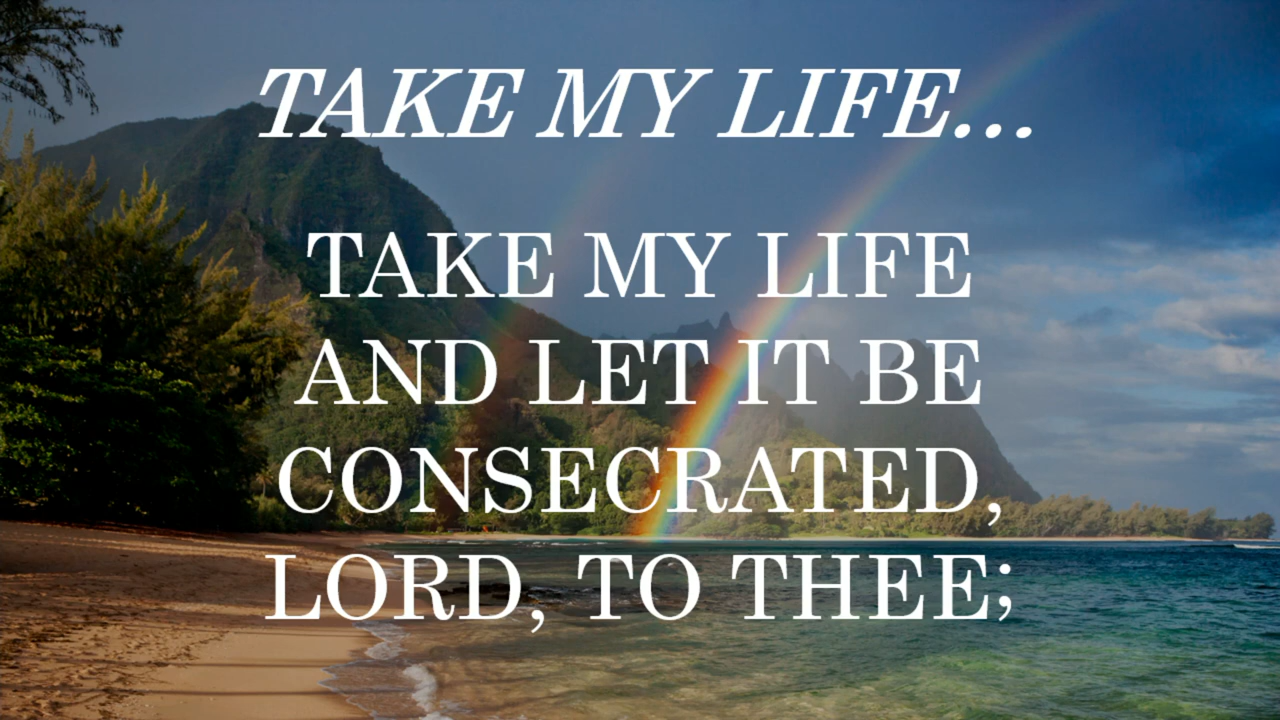 TAKE MY LIFE...
TAKE MY LIFE
AND LET IT BE
CONSECRATED,
LORD, TO THEE;